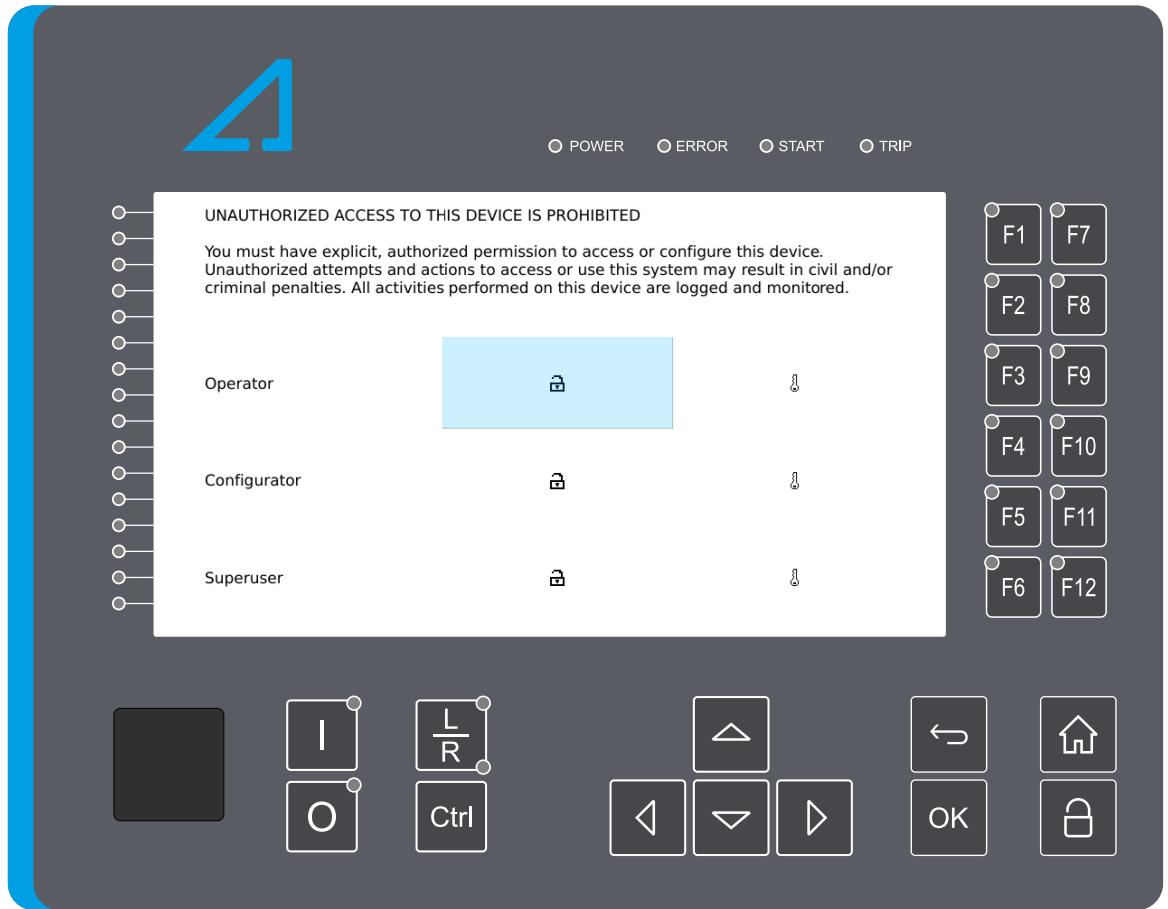 POWER ERROR START TRIP
UNAUTHORIZED ACCESS TO THIS DEVICE IS PROHIBITED
You must have explicit, authorized permission to access or configure this device.
Unauthorized attempts and actions to access or use this system may result in civil and/or
criminal penalties. All activities performed on this device are logged and monitored.
Operator
Configurator
Superuser
F1 F7
F2 F8
F3 F9
F4 F10
F5 F11
F6 F12
I
L
R
O
Ctrl
OK